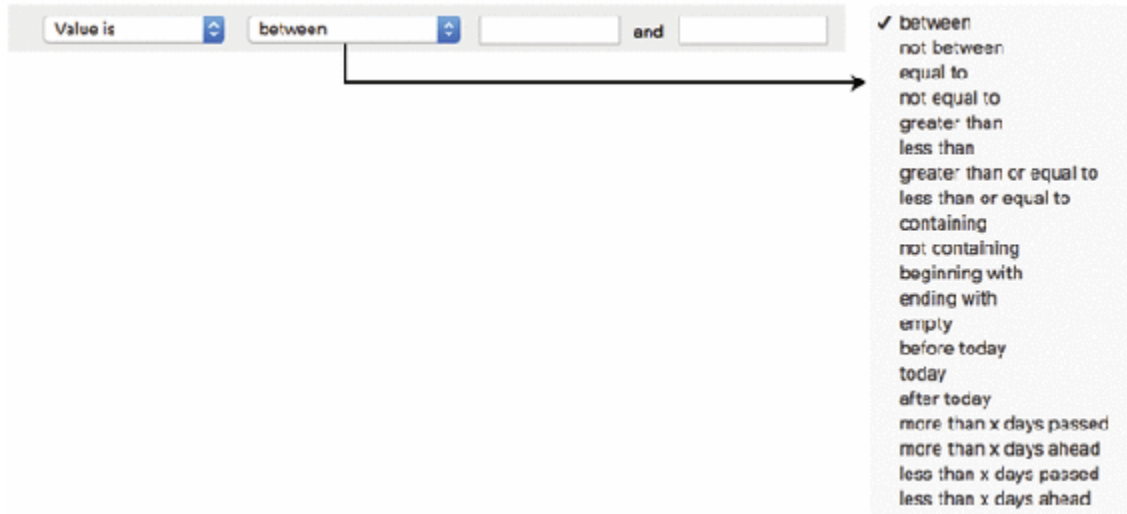 Value is between and
✓ between
not between
equal to
not equal to
greater than
less than
greater than or equal to
less than or equal to
containing
not containing
beginning with
ending with
empty
before today
today
after today
more than x days passed
more than x days ahead
less than x days passed
less than x days ahead